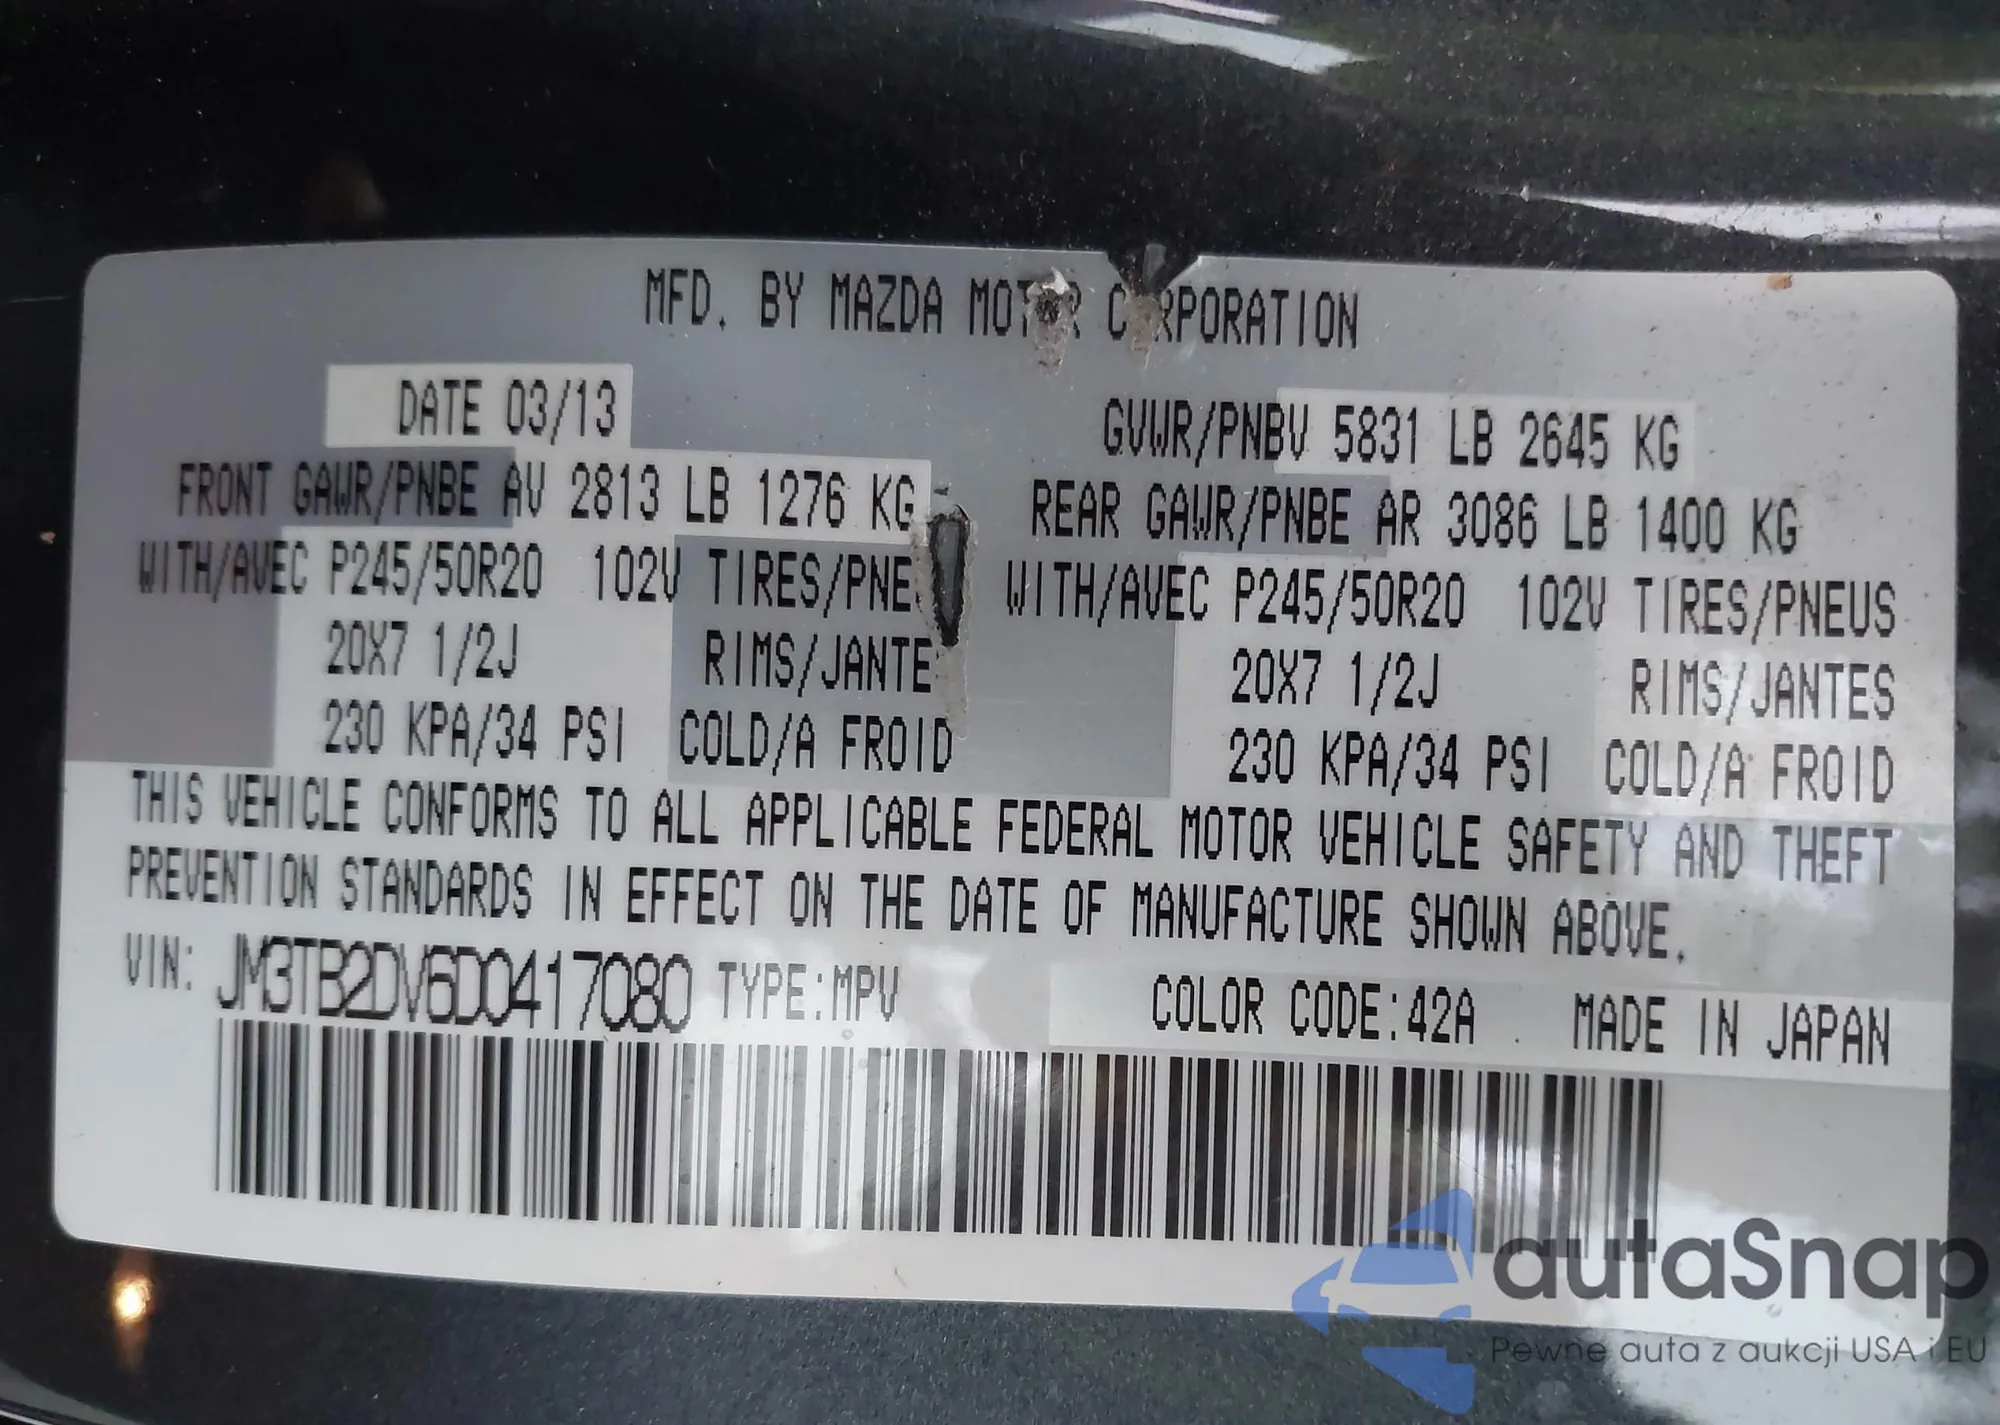 MFD. BY MAZDA MOTOR CORPORATION
DATE 03/13
GVWR/PNBV 5831 LB 2645 KG
FRONT GAWR/PNBE AV 2813 LB 1276 KG
REAR GAWR/PNBE AR 3086 LB 1400 KG
WITH/AVEC P245/50R20 102V TIRES/PNE
WITH/AVEC P245/50R20 102V TIRES/PNEUS
20X7 1/2J RIMS/JANTE
20X7 1/2J RIMS/JANTES
230 KPA/34 PSI COLD/A FROID
230 KPA/34 PSI COLD/A FROID
THIS VEHICLE CONFORMS TO ALL APPLICABLE FEDERAL MOTOR VEHICLE SAFETY AND THEFT
PREVENTION STANDARDS IN EFFECT ON THE DATE OF MANUFACTURE SHOWN ABOVE.
VIN: JM3TB2DV6D0417080 TYPE:MPV COLOR CODE:42A MADE IN JAPAN
autaSnap
Pewne auta z aukcji USA i EU